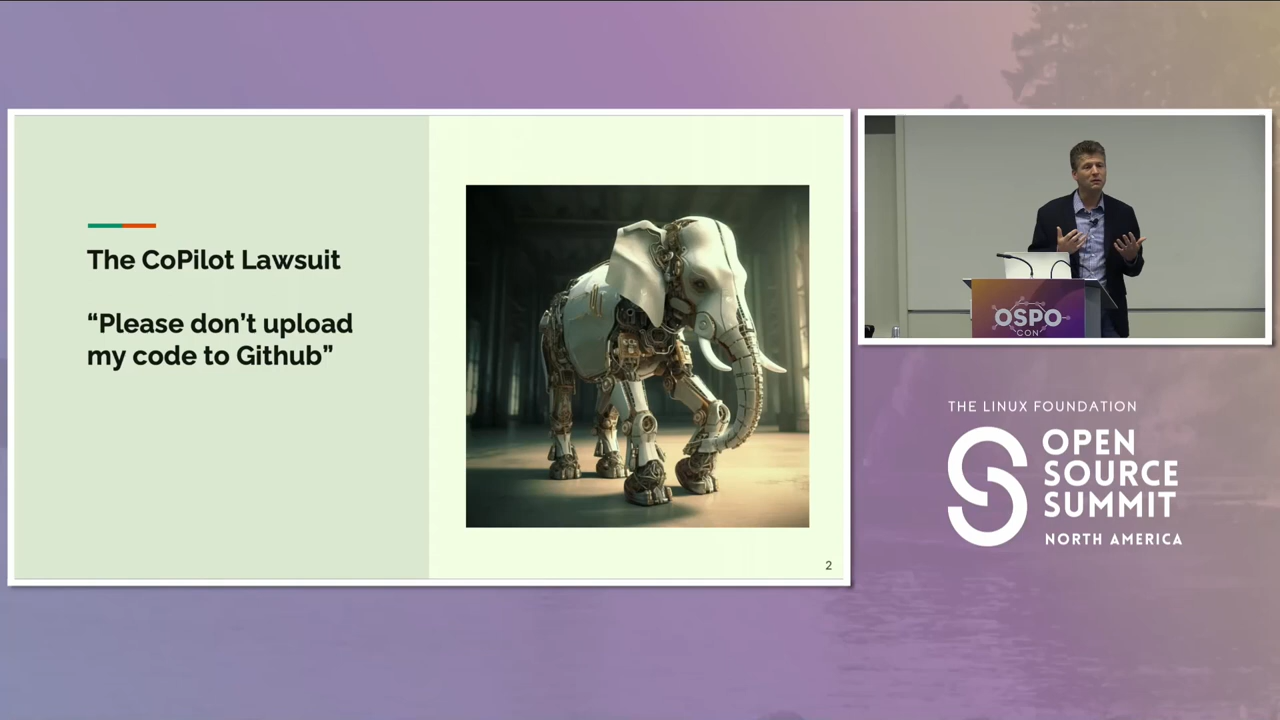 The CoPilot Lawsuit
“Please don’t upload
my code to Github”
2
OSPO
CON
THE LINUX FOUNDATION
OPEN
SOURCE
SUMMIT
NORTH AMERICA